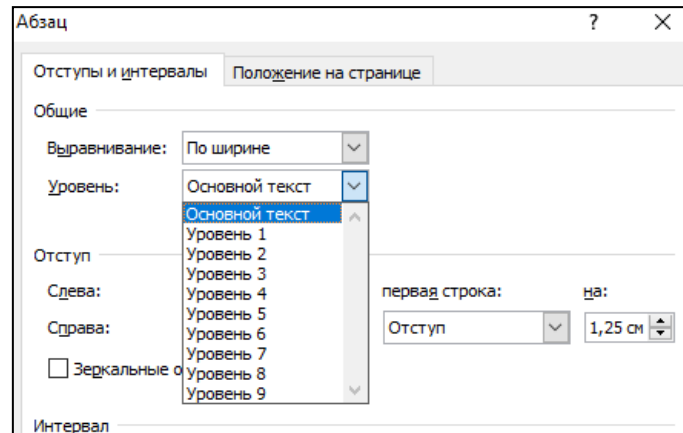 Абзац ?
Отступы и интервалы Положение на странице
Общие
Выравнивание: По ширине
Уровень: Основной текст
Основной текст
Уровень 1
Уровень 2
Отступ
Уровень 3
Слева: Уровень 4 первая строка: на:
Уровень 5
Справа: Уровень 6 Отступ 1,25 см
Уровень 7
Зеркальные о Уровень 8
Уровень 9
Интервал